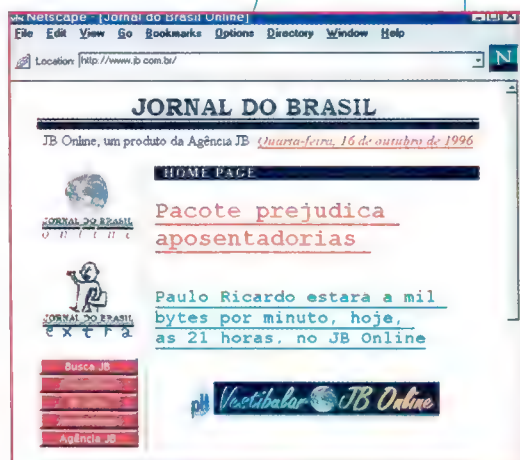 Netscape - [Jornal do Brasil Online]
File Edit View Go Bookmarks Options Directory Window Help
Location: http://www.jb.com.br/
N
JORNAL DO BRASIL
JB Online, um produto da Agência JB Quarta-feira, 16 de outubro de 1996
HOME PAGE
JORNAL DO BRASIL
online
Pacote prejudica
aposentadorias
JORNAL DO BRASIL
extra
Paulo Ricardo estara a mil
bytes por minuto, hoje,
as 21 horas, no JB Online
Busca JB
Agência JB
pH Vestibular JB Online